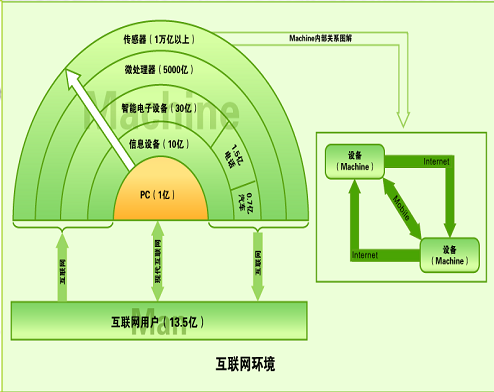 传感器（1万亿以上）
Machine内部关系图解
微处理器（5000亿）
智能电子设备（30亿）
Machine
信息设备（10亿）
1.5亿
电话
PC（1亿）
0.7亿
汽车
设备
（Machine）
Internet
Mobile
设备
（Machine）
Internet
互联网
现代互联网
互联网
互联网用户（13.5亿）
Man
互联网环境